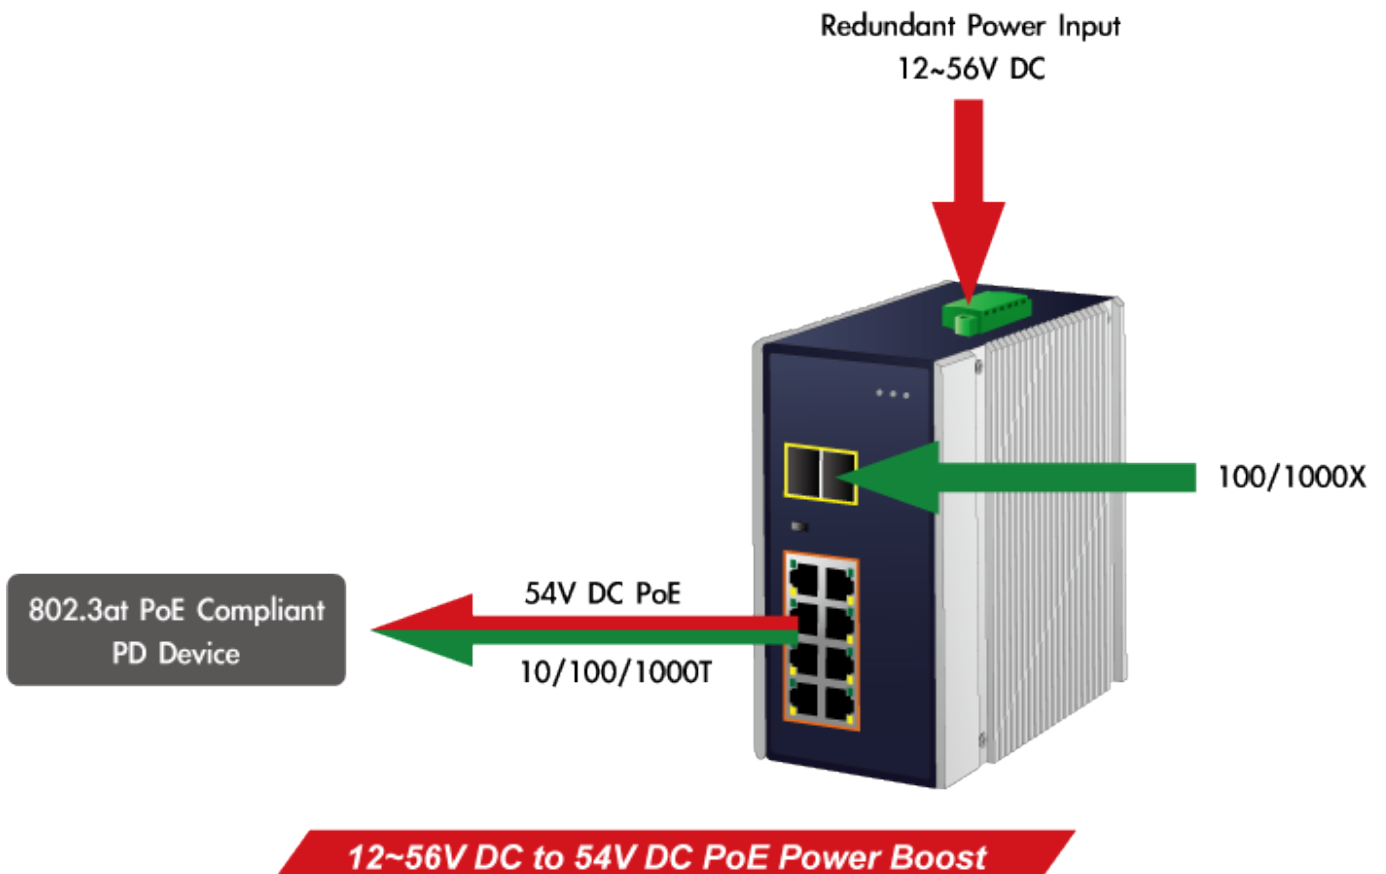 Redundant Power Input
12~56V DC
100/1000X
54V DC PoE
802.3at PoE Compliant
PD Device
10/100/1000T
12~56V DC to 54V DC PoE Power Boost